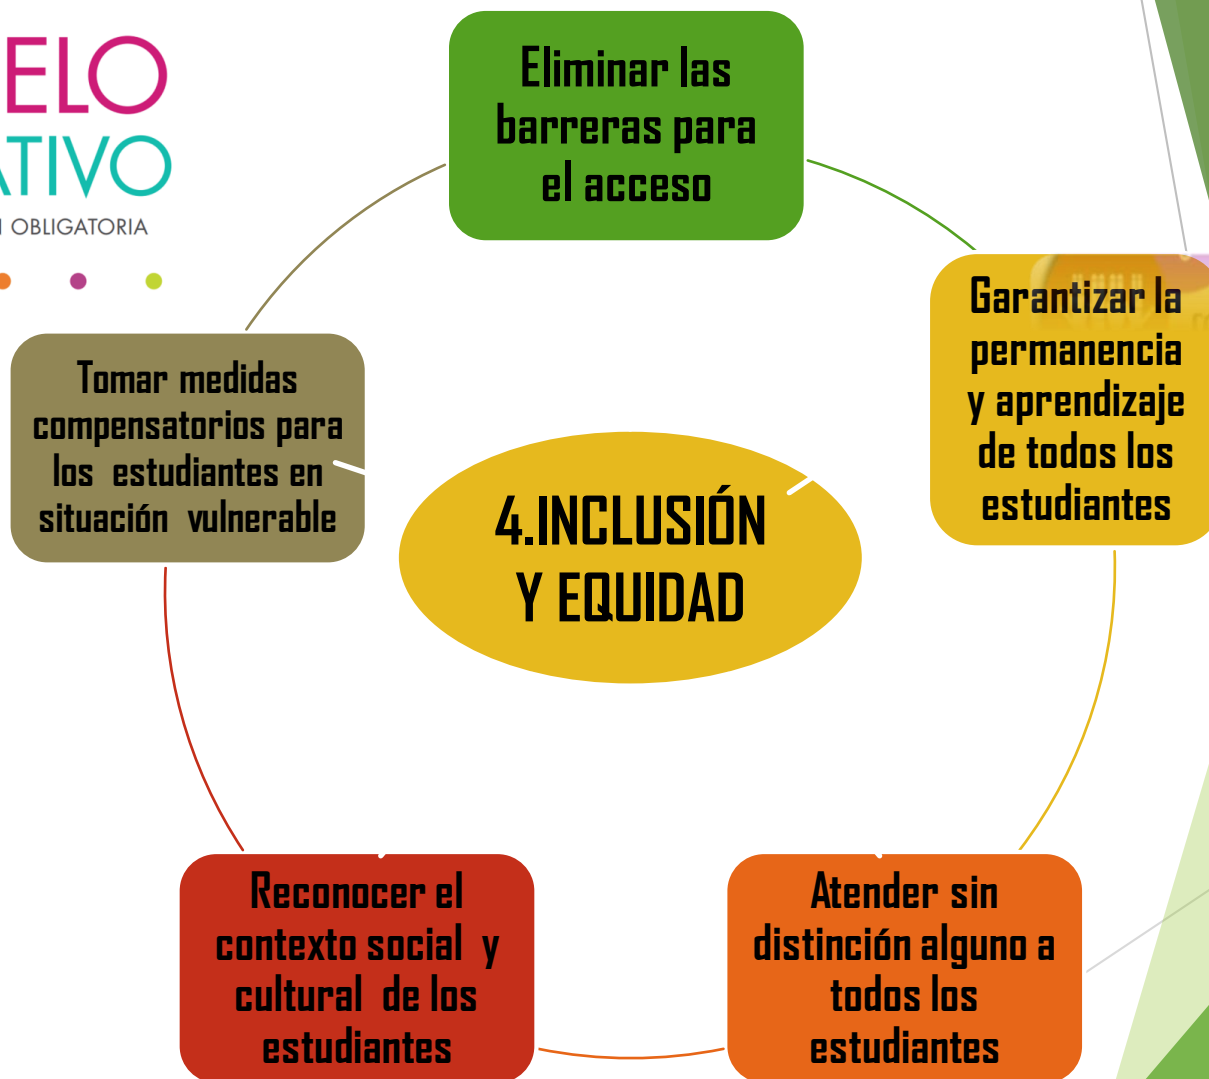 ELO
ATIVO
OBLIGATORIA
Eliminar las
barreras para
el acceso
Garantizar la
permanencia
y aprendizaje
de todos los
estudiantes
Tomar medidas
compensatorios para
los estudiantes en
situación vulnerable
4.INCLUSIÓN
Y EQUIDAD
Reconocer el
contexto social y
cultural de los
estudiantes
Atender sin
distinción alguno a
todos los
estudiantes